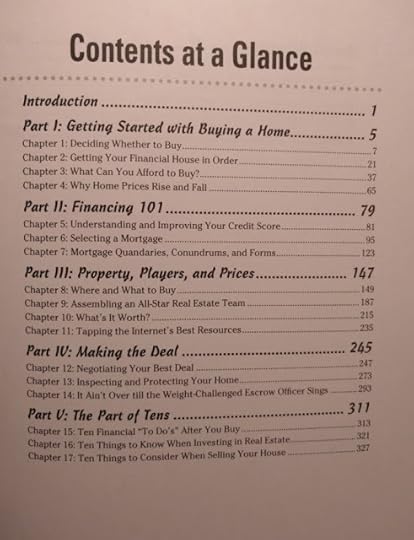 Contents at a Glance
Introduction ........ 1
Part I: Getting Started with Buying a Home........ 5
Chapter 1: Deciding Whether to Buy........ 7
Chapter 2: Getting Your Financial House in Order........ 21
Chapter 3: What Can You Afford to Buy?........ 37
Chapter 4: Why Home Prices Rise and Fall ........ 65
Part II: Financing 101........ 79
Chapter 5: Understanding and Improving Your Credit Score........ 81
Chapter 6: Selecting a Mortgage ........ 95
Chapter 7: Mortgage Quandaries, Conundrums, and Forms........ 123
Part III: Property, Players, and Prices........ 147
Chapter 8: Where and What to Buy ........ 149
Chapter 9: Assembling an All-Star Real Estate Team ........ 187
Chapter 10: What's It Worth? ........ 215
Chapter 11: Tapping the Internet's Best Resources........ 235
Part IV: Making the Deal ........ 245
Chapter 12: Negotiating Your Best Deal ........ 247
Chapter 13: Inspecting and Protecting Your Home........ 273
Chapter 14: It Ain't Over till the Weight-Challenged Escrow Officer Sings ........ 293
Part V: The Part of Tens ........ 311
Chapter 15: Ten Financial "To Do's" After You Buy ........ 313
Chapter 16: Ten Things to Know When Investing in Real Estate........ 321
Chapter 17: Ten Things to Consider When Selling Your House ........ 327